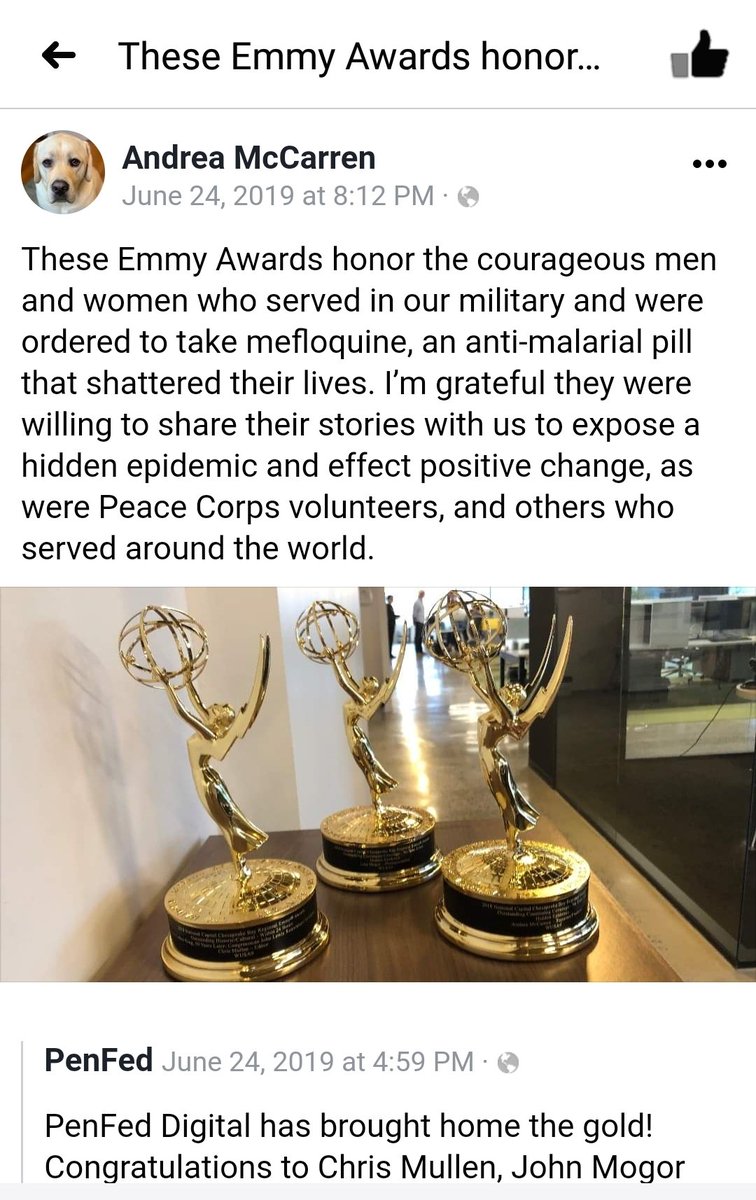 These Emmy Awards honor...
Andrea McCarren
June 24, 2019 at 8:12 PM ·
These Emmy Awards honor the courageous men
and women who served in our military and were
ordered to take mefloquine, an anti-malarial pill
that shattered their lives. I’m grateful they were
willing to share their stories with us to expose a
hidden epidemic and effect positive change, as
were Peace Corps volunteers, and others who
served around the world.
PenFed June 24, 2019 at 4:59 PM ·
PenFed Digital has brought home the gold!
Congratulations to Chris Mullen, John Mogor